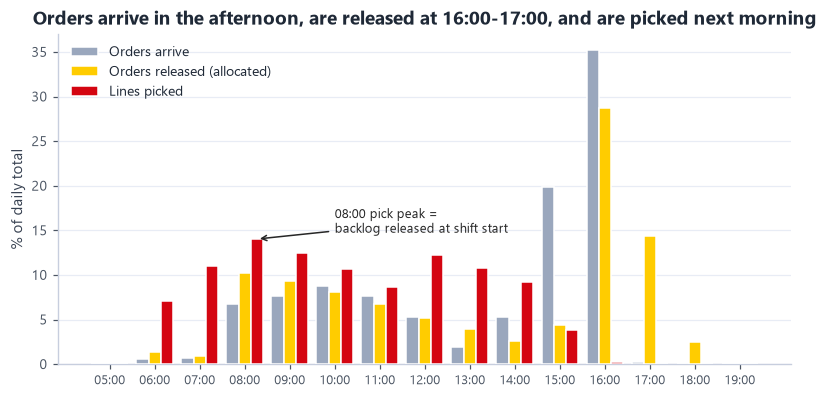 Orders arrive in the afternoon, are released at 16:00-17:00, and are picked next morning
Orders arrive
Orders released (allocated)
Lines picked
08:00 pick peak =
backlog released at shift start
% of daily total
35
30
25
20
15
10
5
0
05:00 06:00 07:00 08:00 09:00 10:00 11:00 12:00 13:00 14:00 15:00 16:00 17:00 18:00 19:00